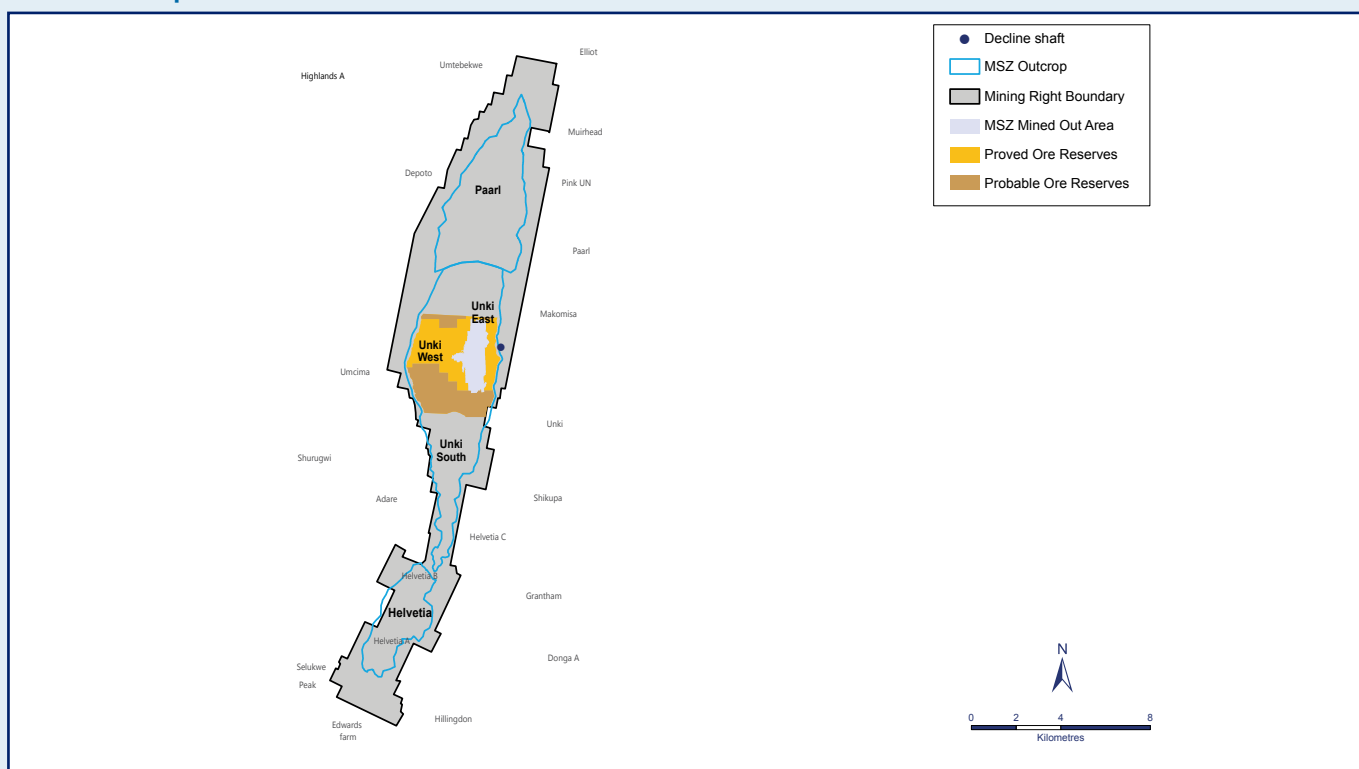 Elliot
Umtebekwe
Highlands A
Muirhead
Depoto
Pink UN
Paarl
Paarl
Unki
East
Makomisa
Unki
West
Umcima
Unki
Unki
South
Shurugwi
Adare
Shikupa
Helvetia C
Helvetia B
Grantham
Helvetia
Helvetia A
Donga A
Selukwe
Peak
Hillingdon
Edwards
farm
Decline shaft
MSZ Outcrop
Mining Right Boundary
MSZ Mined Out Area
Proved Ore Reserves
Probable Ore Reserves
N
0 2 4 8
Kilometres